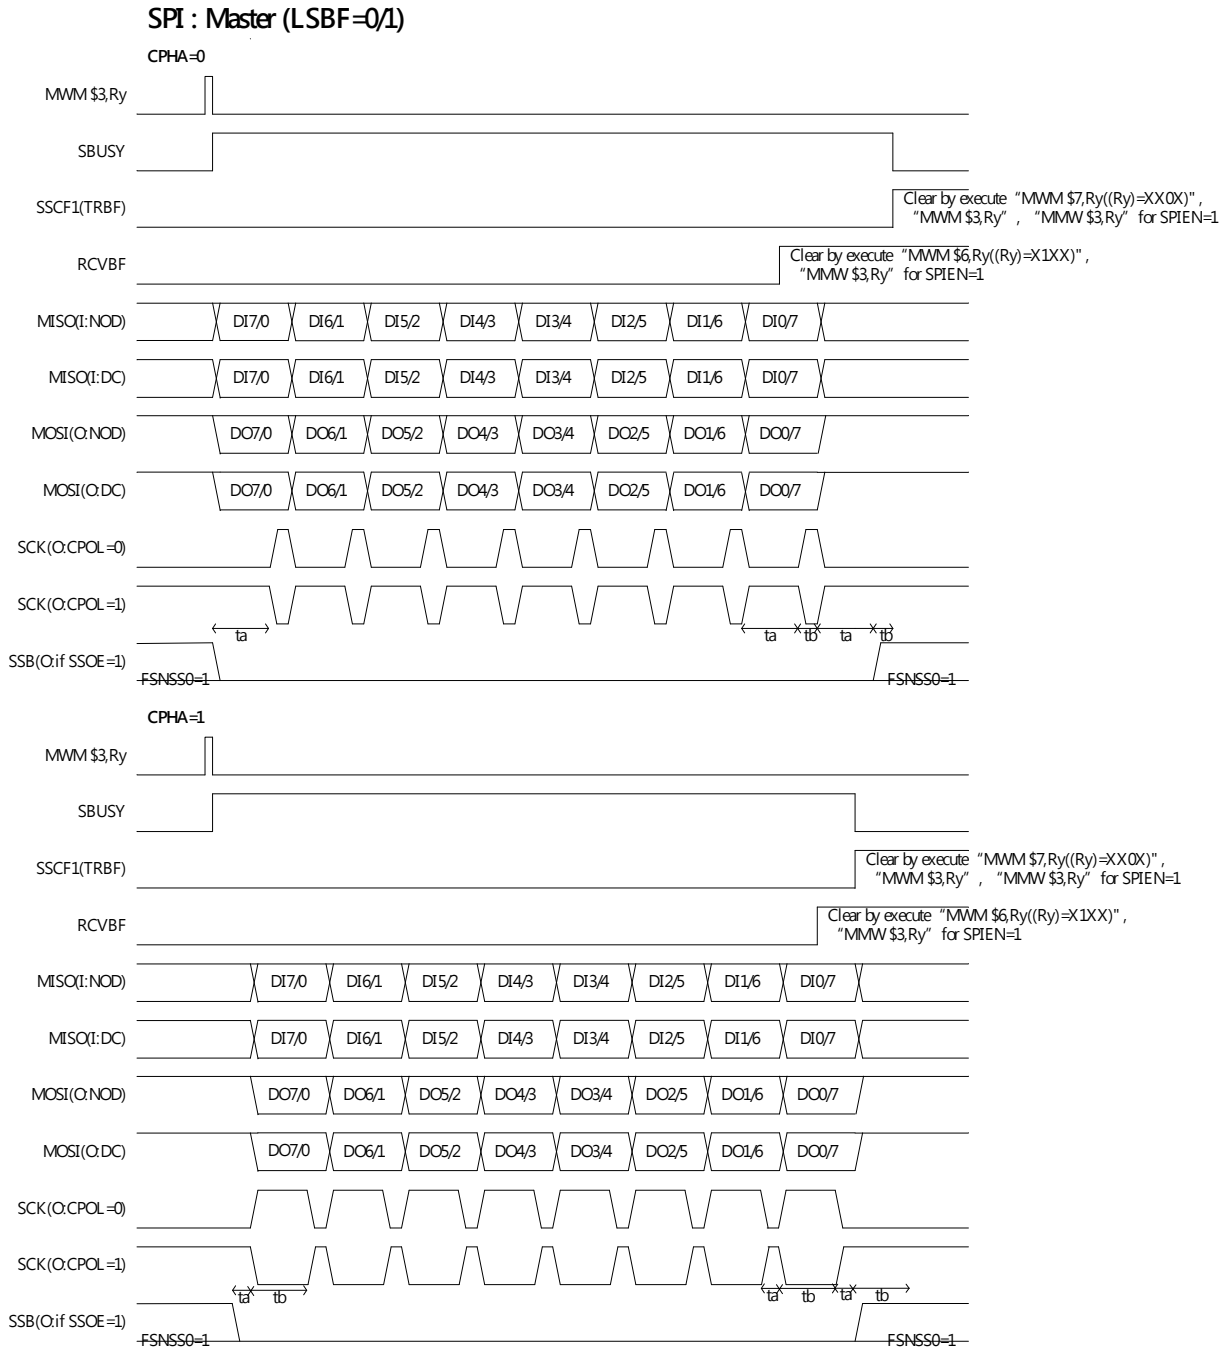 SPI : Master (LSBF=0/1)
CPHA=0
MWM $3,Ry
SBUSY
SSCF1(TRBF)
Clear by execute “MWM $7,Ry((Ry)=XX0X)",
“MWM $3,Ry” , “MMW $3,Ry” for SPIEN=1
RCVBF
Clear by execute “MWM $6,Ry((Ry)=X1XX)",
“MMW $3,Ry” for SPIEN=1
MISO(I:NOD) DI7/0 DI6/1 DI5/2 DI4/3 DI3/4 DI2/5 DI1/6 DI0/7
MISO(I:DC) DI7/0 DI6/1 DI5/2 DI4/3 DI3/4 DI2/5 DI1/6 DI0/7
MOSI(O:NOD) DO7/0 DO6/1 DO5/2 DO4/3 DO3/4 DO2/5 DO1/6 DO0/7
MOSI(O:DC) DO7/0 DO6/1 DO5/2 DO4/3 DO3/4 DO2/5 DO1/6 DO0/7
SCK(O:CPOL=0)
SCK(O:CPOL=1)
ta ta tb ta tb
SSB(O:if SSOE=1)
FSNSS0=1 FSNSS0=1
CPHA=1
MWM $3,Ry
SBUSY
SSCF1(TRBF)
Clear by execute “MWM $7,Ry((Ry)=XX0X)",
“MWM $3,Ry” , “MMW $3,Ry” for SPIEN=1
RCVBF
Clear by execute “MWM $6,Ry((Ry)=X1XX)",
“MMW $3,Ry” for SPIEN=1
MISO(I:NOD) DI7/0 DI6/1 DI5/2 DI4/3 DI3/4 DI2/5 DI1/6 DI0/7
MISO(I:DC) DI7/0 DI6/1 DI5/2 DI4/3 DI3/4 DI2/5 DI1/6 DI0/7
MOSI(O:NOD) DO7/0 DO6/1 DO5/2 DO4/3 DO3/4 DO2/5 DO1/6 DO0/7
MOSI(O:DC) DO7/0 DO6/1 DO5/2 DO4/3 DO3/4 DO2/5 DO1/6 DO0/7
SCK(O:CPOL=0)
SCK(O:CPOL=1)
ta tb ta tb ta tb
SSB(O:if SSOE=1)
FSNSS0=1 FSNSS0=1